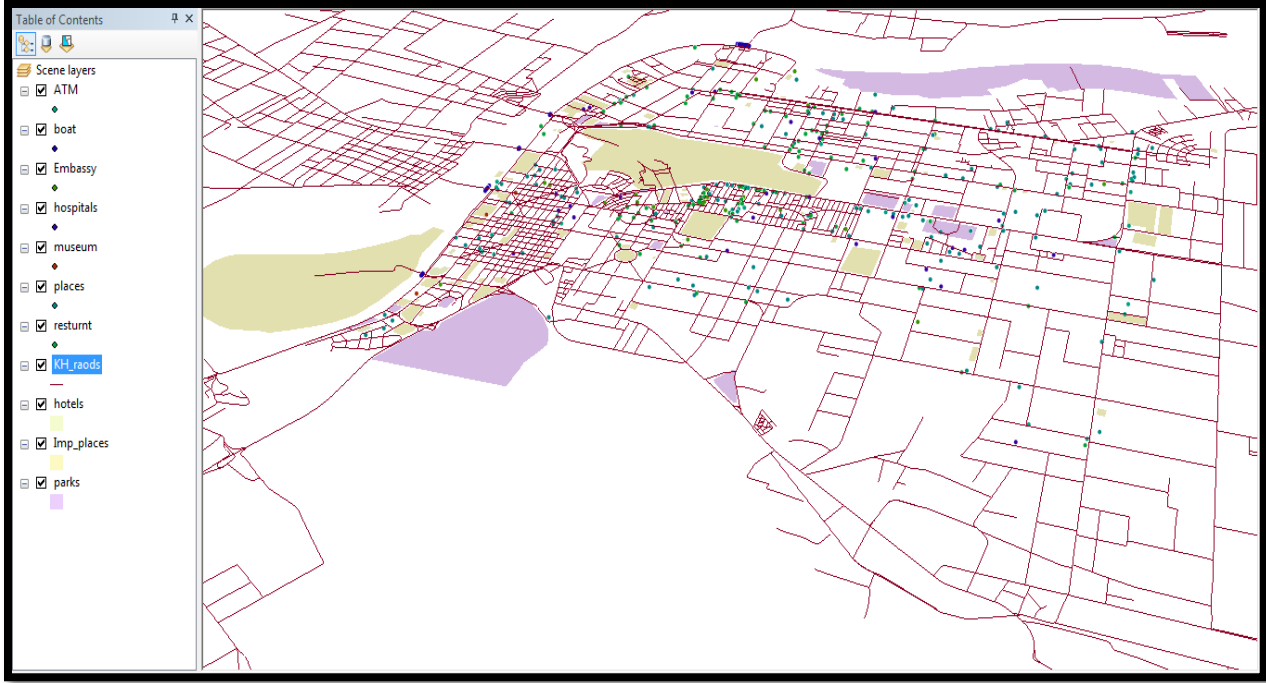 Table of Contents
Scene layers
ATM
boat
Embassy
hospitals
museum
places
resturnt
KH_raods
hotels
Imp_places
parks